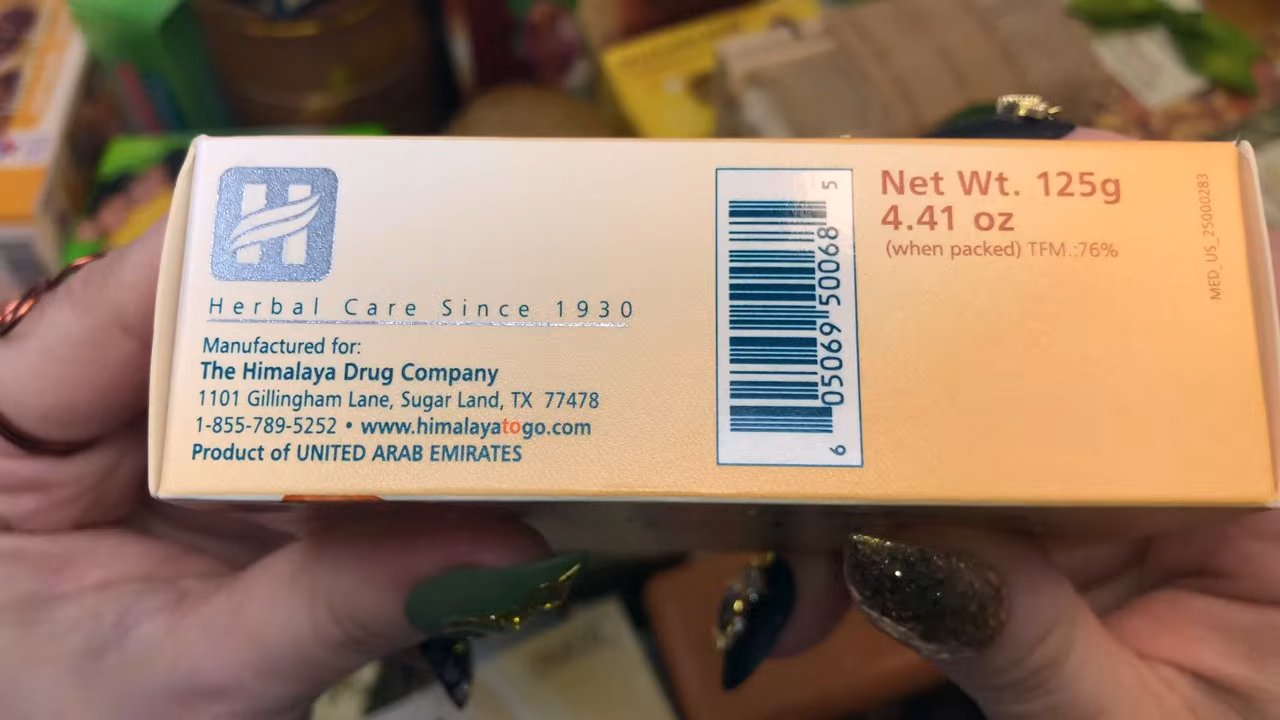 H
Herbal Care Since 1930
Manufactured for:
The Himalaya Drug Company
1101 Gillingham Lane, Sugar Land, TX 77478
1-855-789-5252 • www.himalayatogo.com
Product of UNITED ARAB EMIRATES
6 05069 50068 5
Net Wt. 125g
4.41 oz
(when packed) TFM.:76%
MED_US_25000283